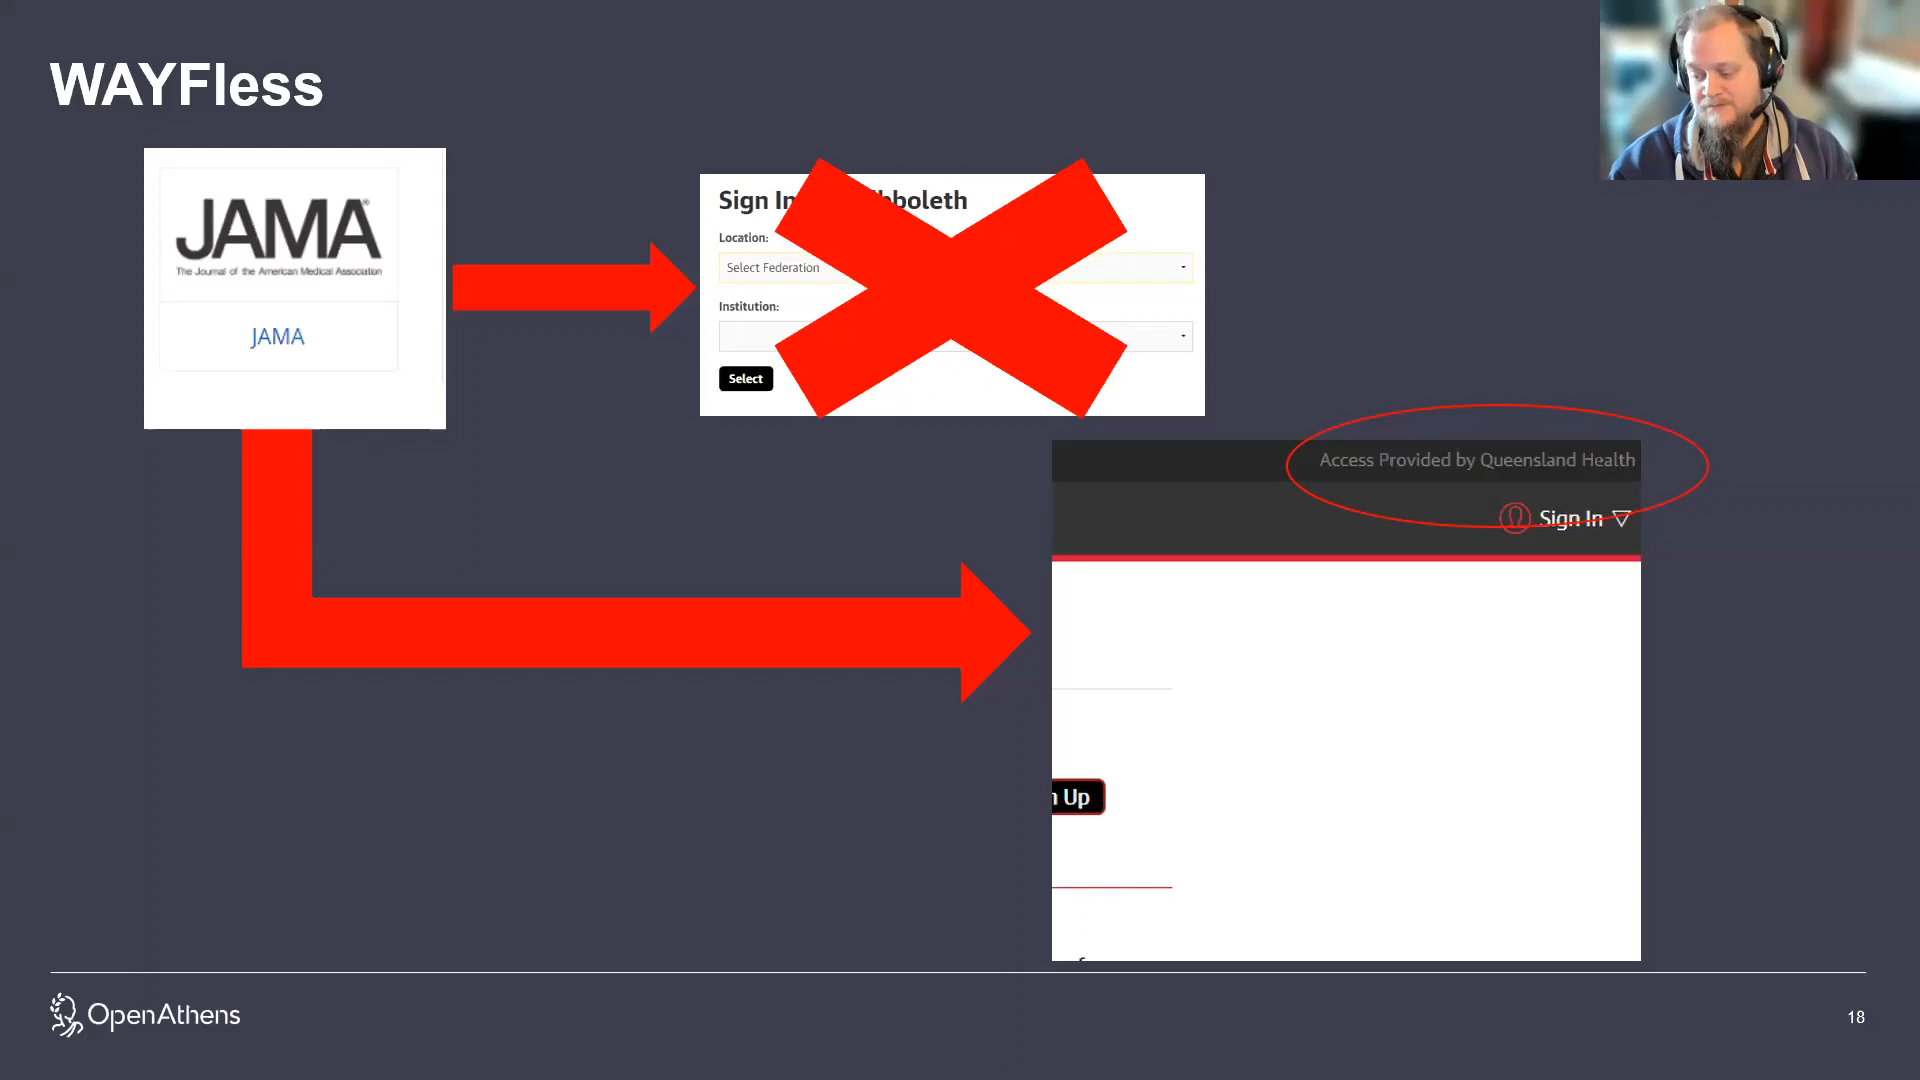 WAYFless
JAMA®
The Journal of the American Medical Association
JAMA
Sign In boleth
Location:
Select Federation
Institution:
Select
Access Provided by Queensland Health
Sign In
Up
OpenAthens
18